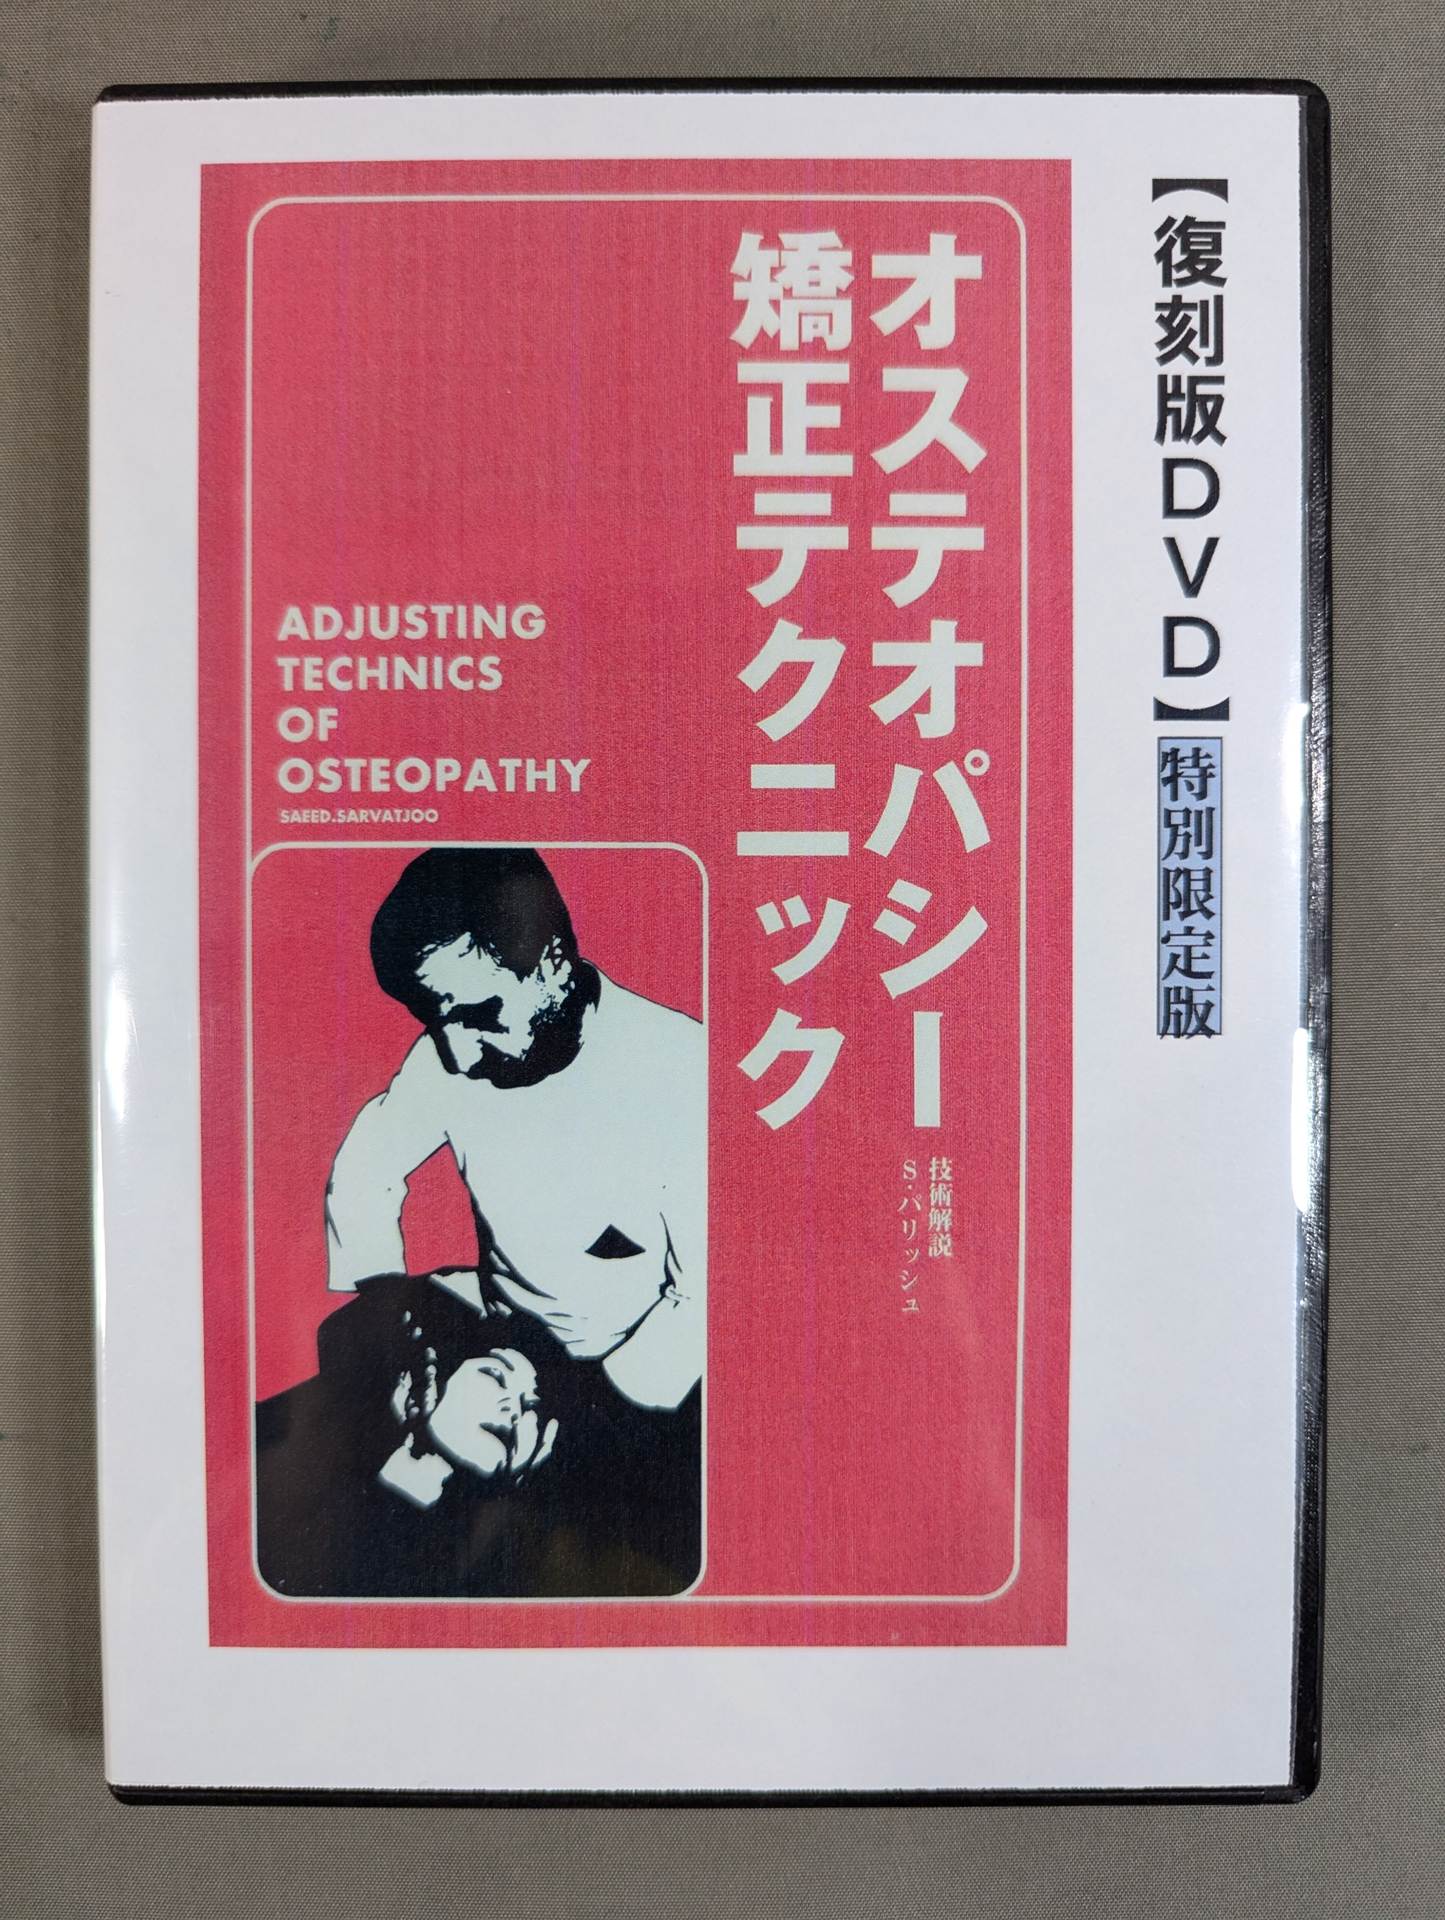 【復刻版DVD】特別限定版
オステオパシー
矯正テクニック
技術解説
S・パリッシュ
ADJUSTING
TECHNICS
OF
OSTEOPATHY
SAEED.SARVATJOO